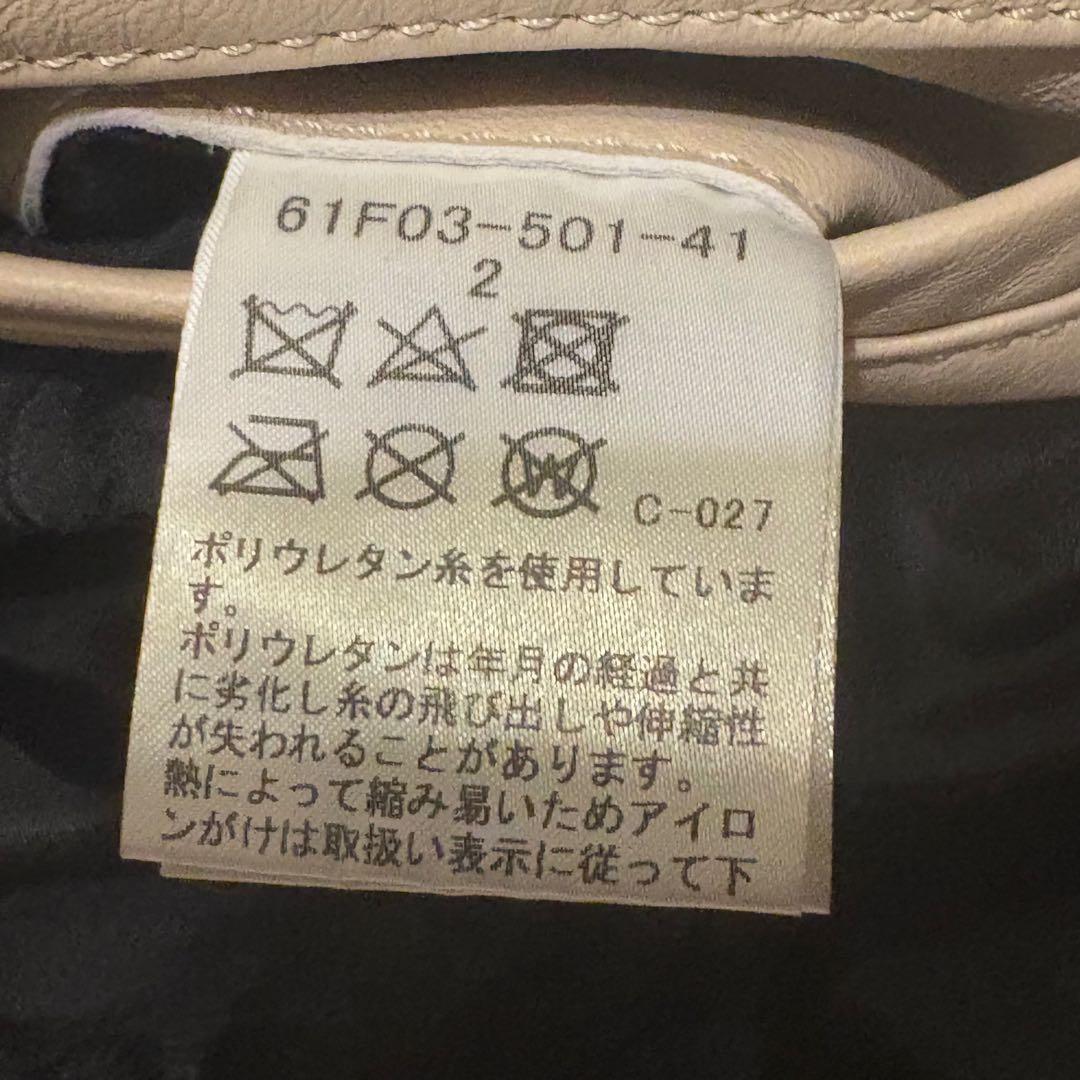 61F03-501-41
2
W
C-027
ポリウレタン糸を使用していま
す。
ポリウレタンは年月の経過と共
に劣化し糸の飛び出しや伸縮性
が失われることがあります。
熱によって縮み易いためアイロ
ンがけは取扱い表示に従って下